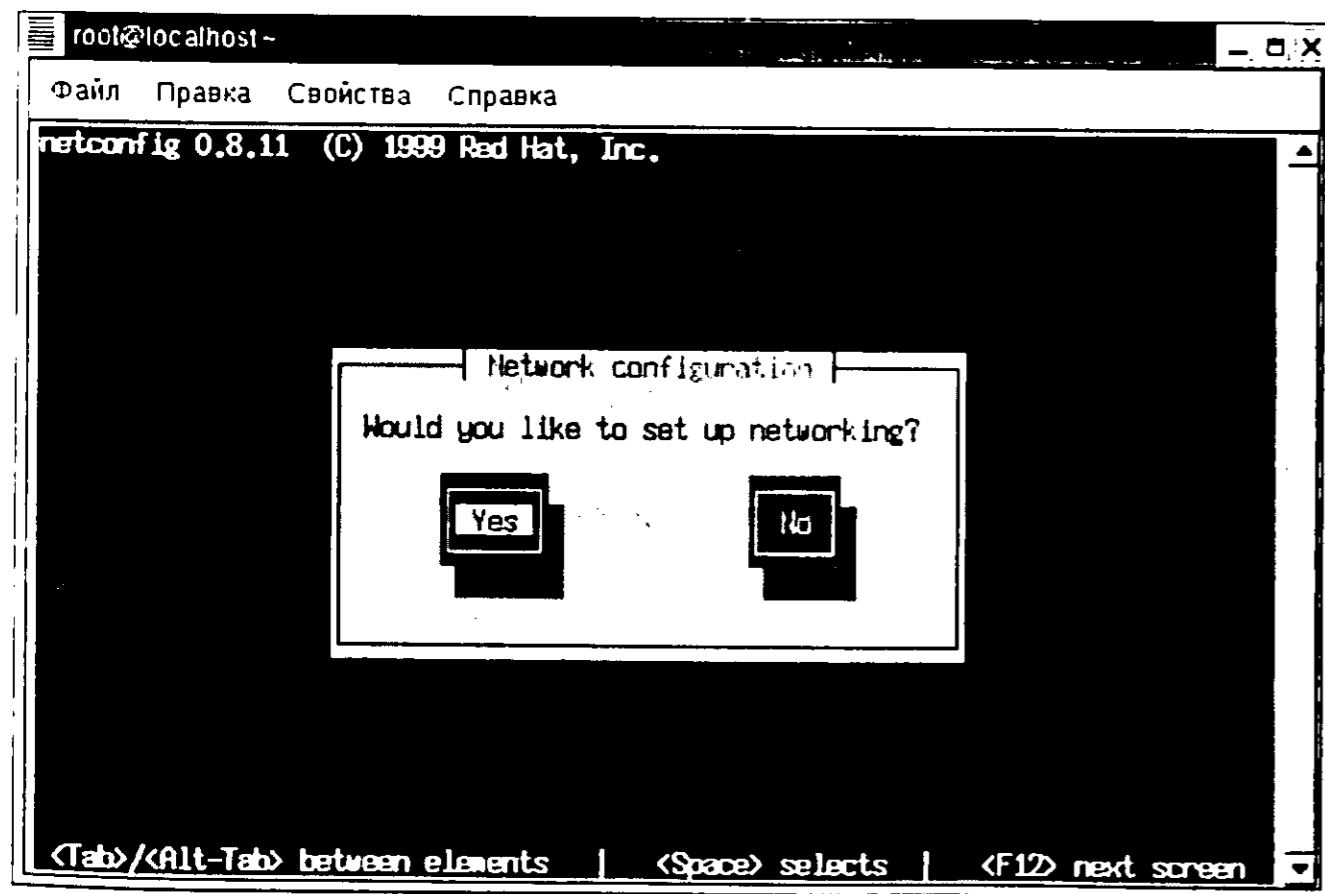 root@localhost ~
Файл Правка Свойства Справка
netconfig 0.8.11 (C) 1999 Red Hat, Inc.
Network configuration
Would you like to set up networking?
Yes No
<Tab>/<Alt-Tab> between elements | <Space> selects | <F12> next screen